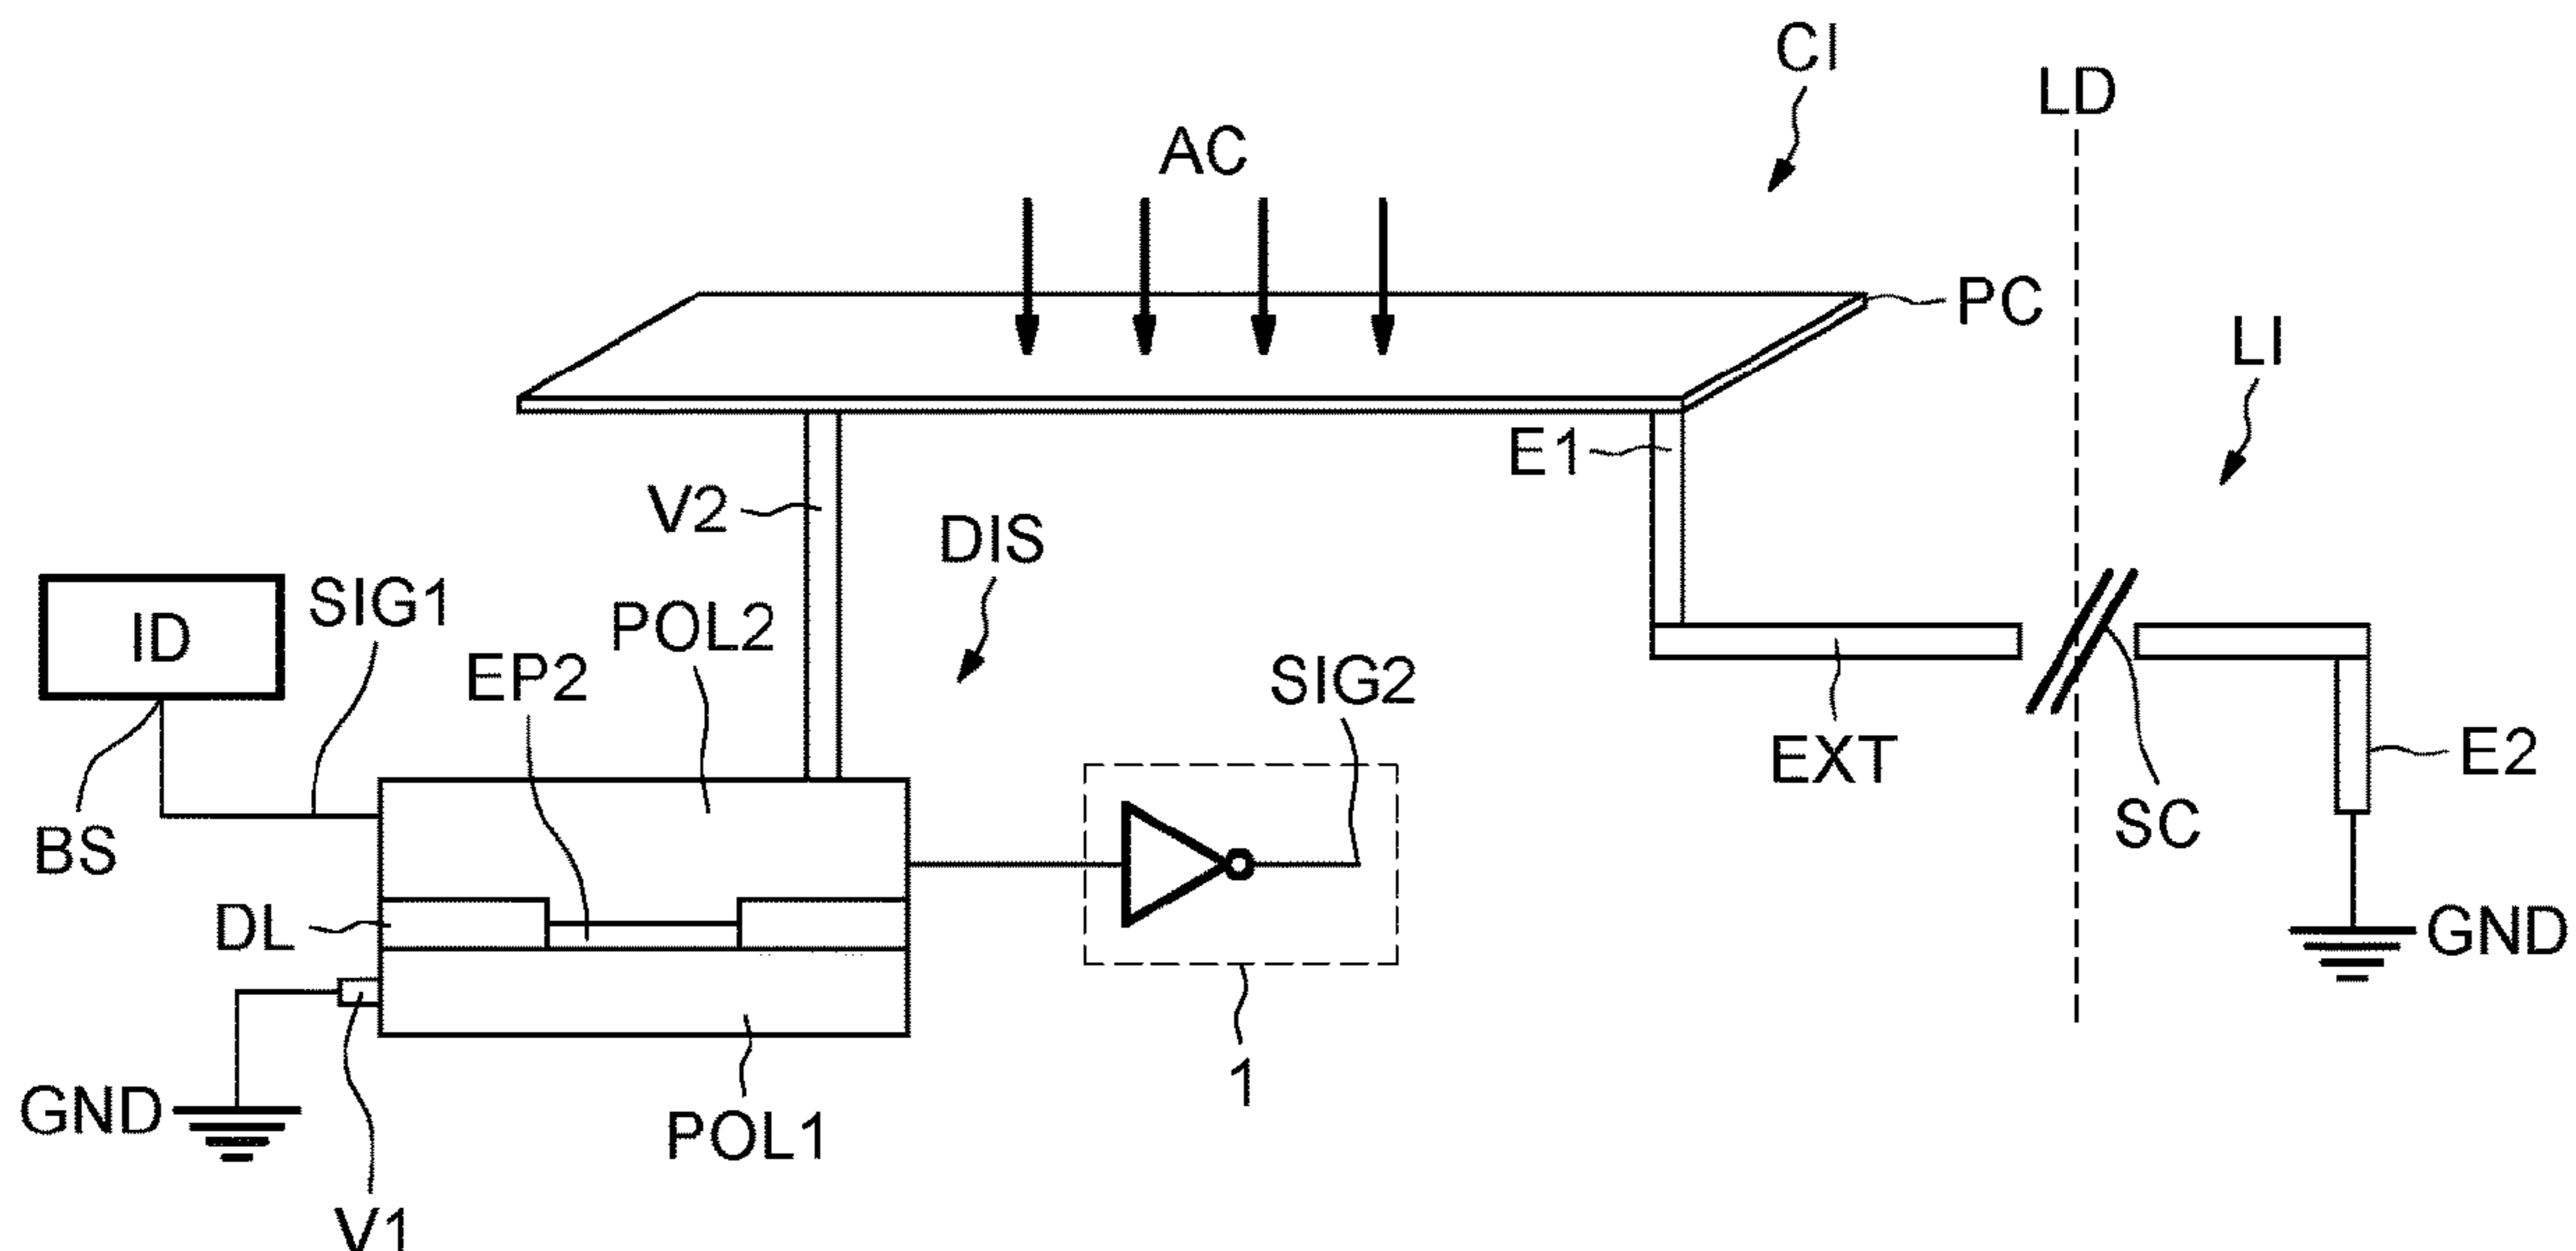 CI
LD
AC
PC
LI
E1
V2
DIS
ID
SIG1
POL2
EP2
SIG2
EXT
E2
SC
BS
DL
GND
1
GND
POL1
V1